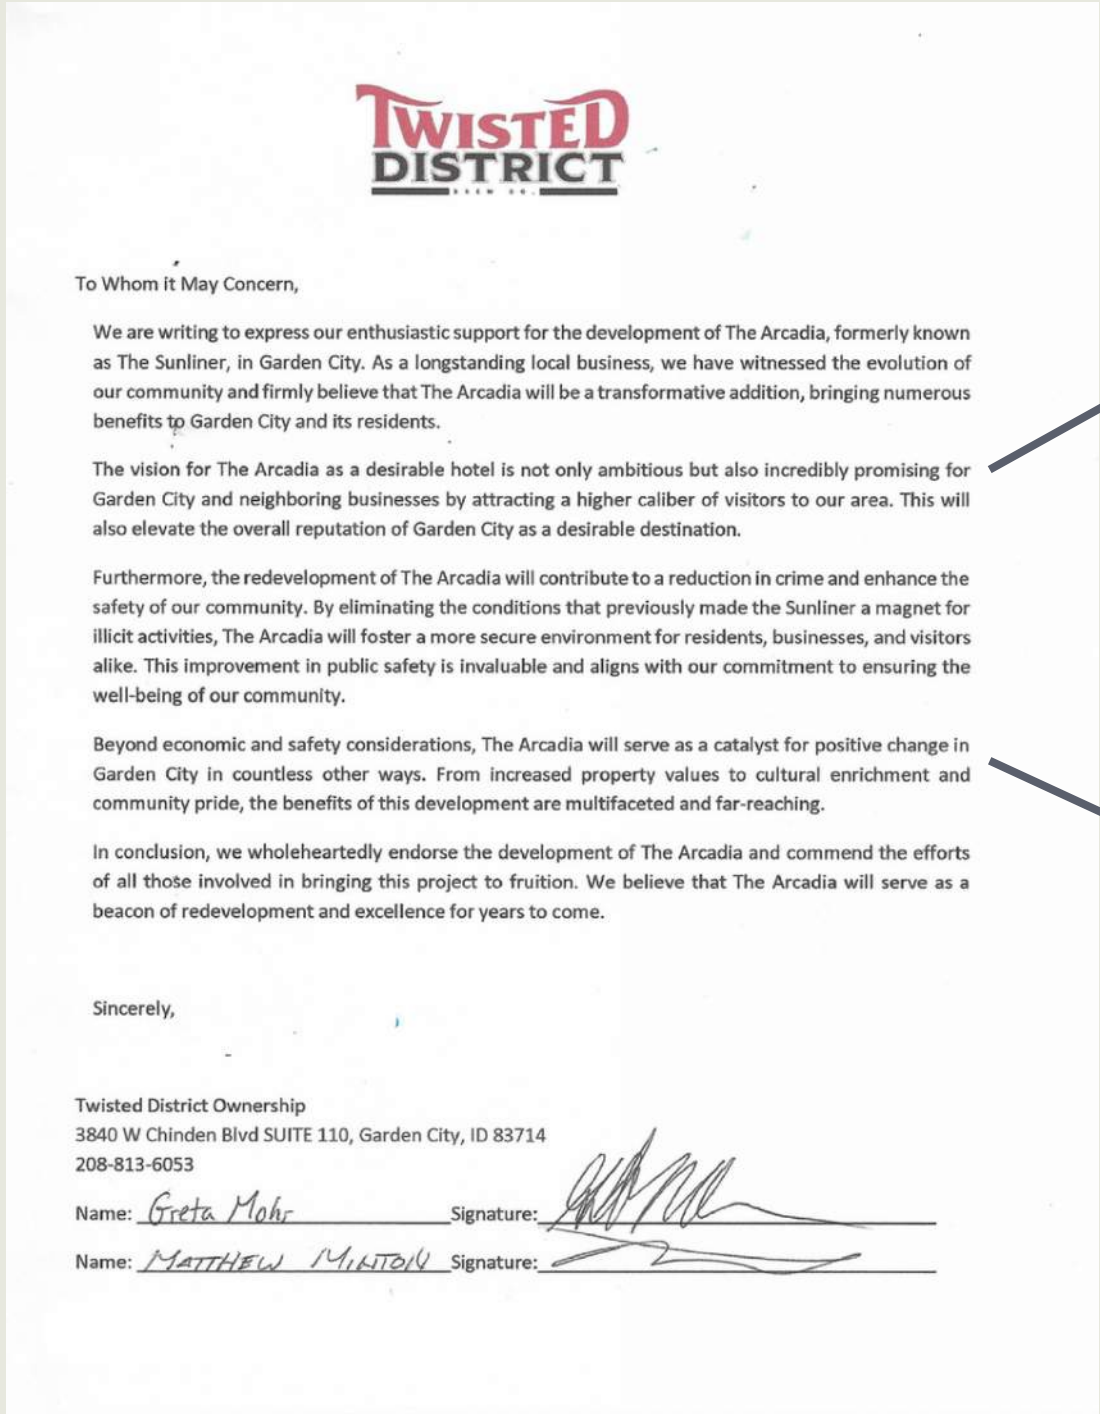 TWISTED
DISTRICT
BREW CO.
To Whom it May Concern,
We are writing to express our enthusiastic support for the development of The Arcadia, formerly known
as The Sunliner, in Garden City. As a longstanding local business, we have witnessed the evolution of
our community and firmly believe that The Arcadia will be a transformative addition, bringing numerous
benefits to Garden City and its residents.
The vision for The Arcadia as a desirable hotel is not only ambitious but also incredibly promising for
Garden City and neighboring businesses by attracting a higher caliber of visitors to our area. This will
also elevate the overall reputation of Garden City as a desirable destination.
Furthermore, the redevelopment of The Arcadia will contribute to a reduction in crime and enhance the
safety of our community. By eliminating the conditions that previously made the Sunliner a magnet for
illicit activities, The Arcadia will foster a more secure environment for residents, businesses, and visitors
alike. This improvement in public safety is invaluable and aligns with our commitment to ensuring the
well-being of our community.
Beyond economic and safety considerations, The Arcadia will serve as a catalyst for positive change in
Garden City in countless other ways. From increased property values to cultural enrichment and
community pride, the benefits of this development are multifaceted and far-reaching.
In conclusion, we wholeheartedly endorse the development of The Arcadia and commend the efforts
of all those involved in bringing this project to fruition. We believe that The Arcadia will serve as a
beacon of redevelopment and excellence for years to come.
Sincerely,
Twisted District Ownership
3840 W Chinden Blvd SUITE 110, Garden City, ID 83714
208-813-6053
Name: Greta Mohr Signature:
Name: MATTHEW MINTON Signature: